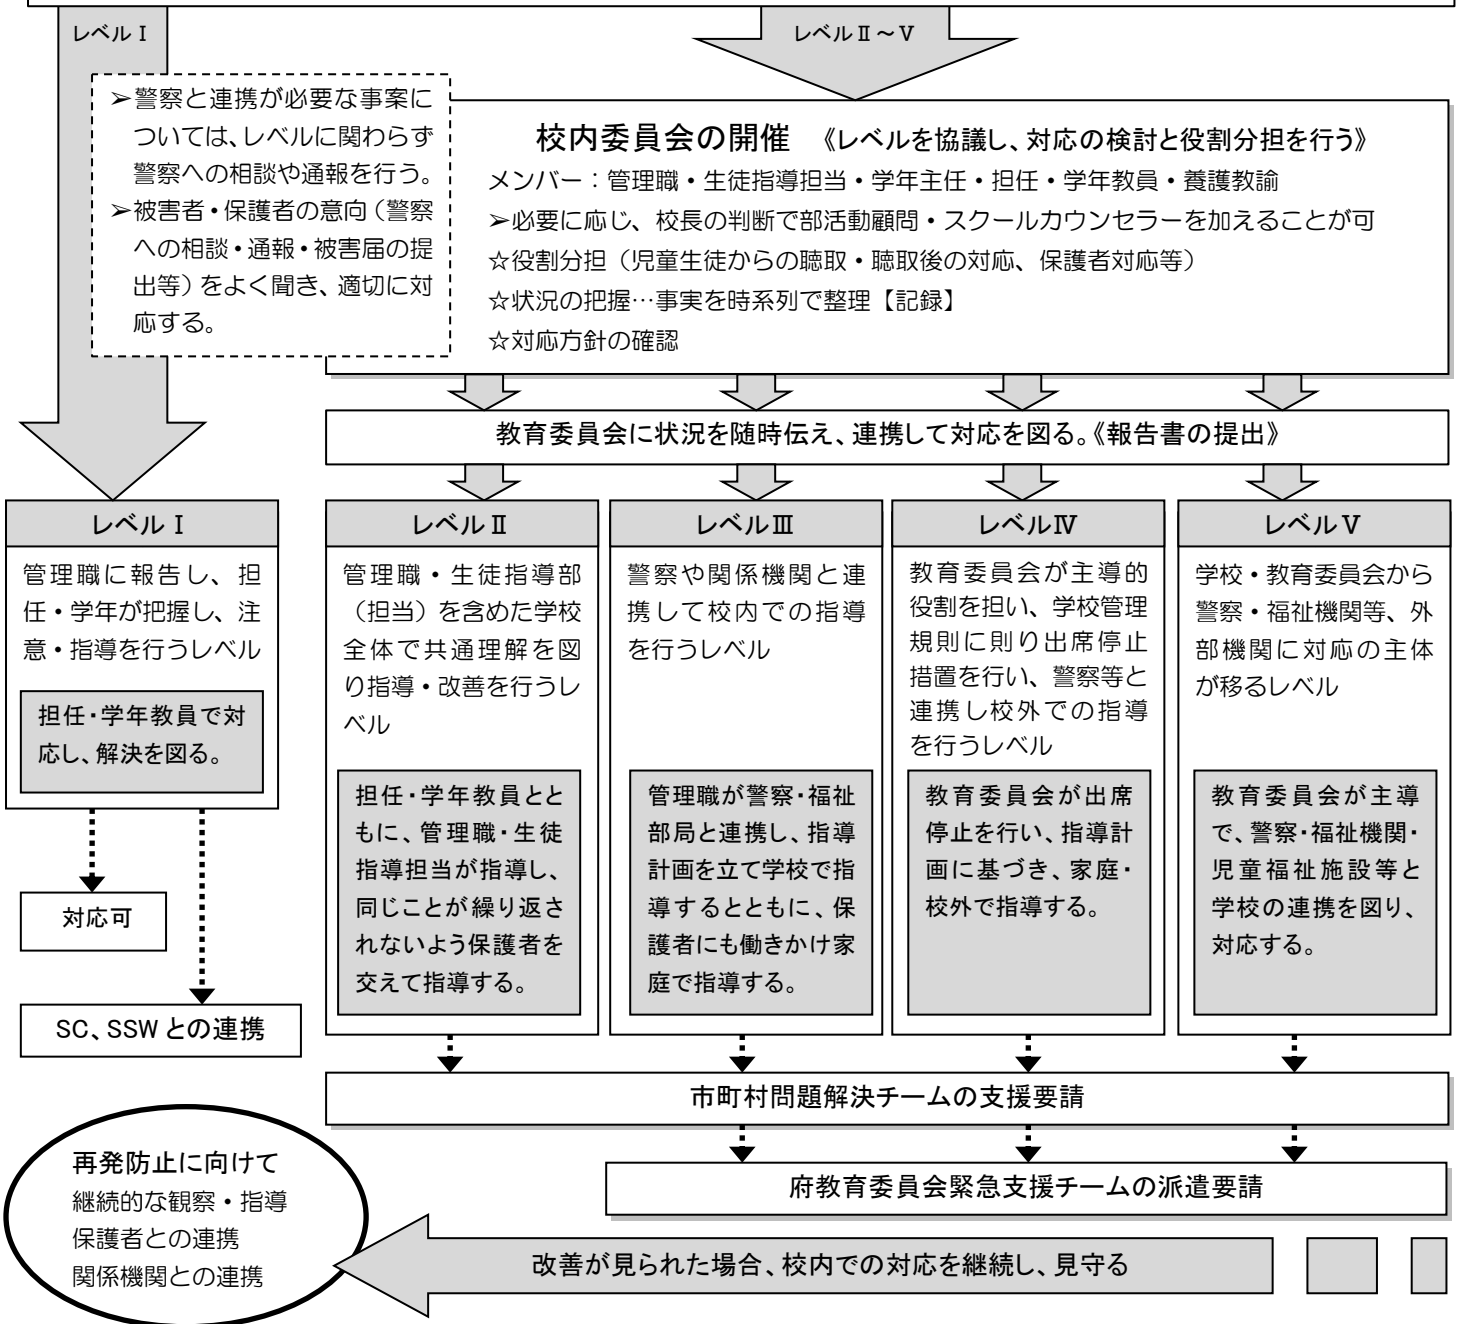 レベルⅠ
レベルⅡ～Ⅴ
➢警察と連携が必要な事案に
ついては、レベルに関わらず
警察への相談や通報を行う。
➢被害者・保護者の意向（警察
への相談・通報・被害届の提
出等）をよく聞き、適切に対
応する。
校内委員会の開催　《レベルを協議し、対応の検討と役割分担を行う》
メンバー：管理職・生徒指導担当・学年主任・担任・学年教員・養護教諭
➢必要に応じ、校長の判断で部活動顧問・スクールカウンセラーを加えることが可
☆役割分担（児童生徒からの聴取・聴取後の対応、保護者対応等）
☆状況の把握…事実を時系列で整理【記録】
☆対応方針の確認
教育委員会に状況を随時伝え、連携して対応を図る。《報告書の提出》
レベルⅠ
管理職に報告し、担
任・学年が把握し、注
意・指導を行うレベル
担任・学年教員で対
応し、解決を図る。
対応可
SC、SSWとの連携
レベルⅡ
管理職・生徒指導部
（担当）を含めた学校
全体で共通理解を図
り指導・改善を行うレ
ベル
担任・学年教員とと
もに、管理職・生徒
指導担当が指導し、
同じことが繰り返さ
れないよう保護者を
交えて指導する。
レベルⅢ
警察や関係機関と連
携して校内での指導
を行うレベル
管理職が警察・福祉
部局と連携し、指導
計画を立て学校で指
導するとともに、保
護者にも働きかけ家
庭で指導する。
レベルⅣ
教育委員会が主導的
役割を担い、学校管理
規則に則り出席停止
措置を行い、警察等と
連携し校外での指導
を行うレベル
教育委員会が出席
停止を行い、指導計
画に基づき、家庭・
校外で指導する。
レベルⅤ
学校・教育委員会から
警察・福祉機関等、外
部機関に対応の主体
が移るレベル
教育委員会が主導
で、警察・福祉機関・
児童福祉施設等と
学校の連携を図り、
対応する。
市町村問題解決チームの支援要請
府教育委員会緊急支援チームの派遣要請
再発防止に向けて
継続的な観察・指導
保護者との連携
関係機関との連携
改善が見られた場合、校内での対応を継続し、見守る